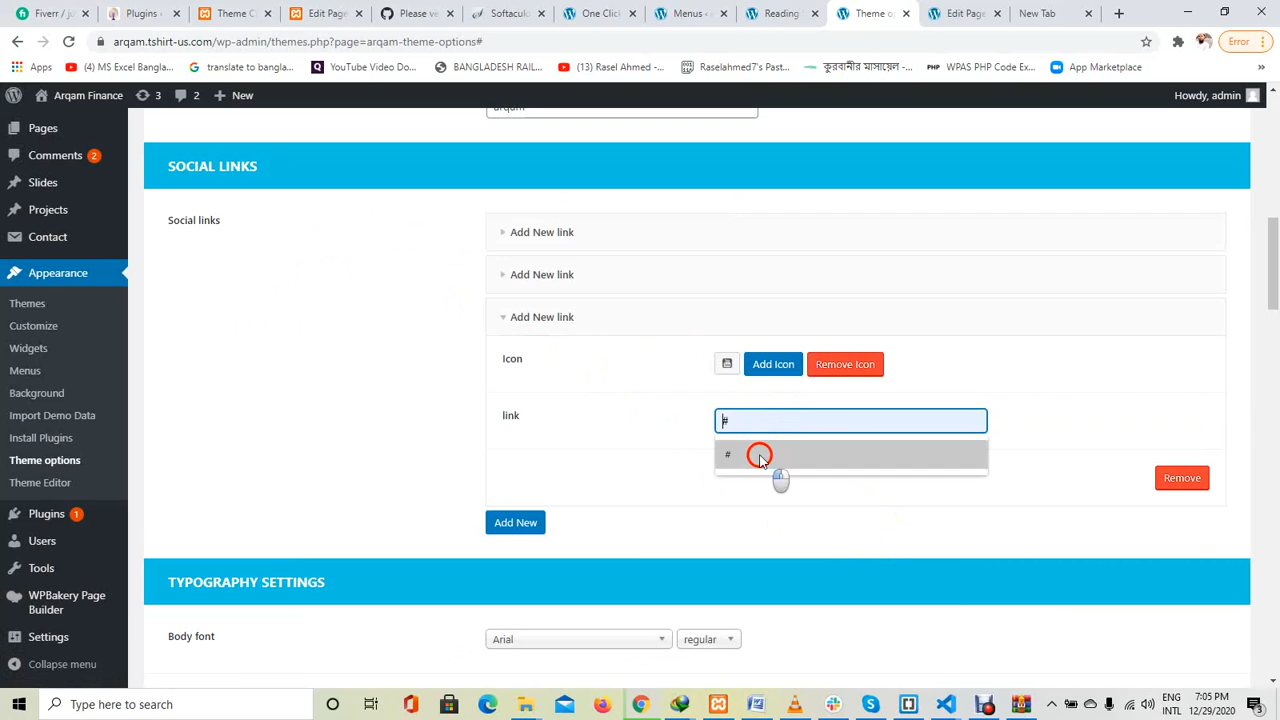 fiverr / ju
Plugins ‹
Theme Ch
Edit Page
Please ve
Softacul
One Click
Menus ‹
Reading
Theme o
Edit Page
New Tab
arqam.tshirt-us.com/wp-admin/themes.php?page=arqam-theme-options#
Error
Apps
(4) MS Excel Bangla...
translate to bangla...
YouTube Video Do...
BANGLADESH RAIL...
(13) Rasel Ahmed -...
Raselahmed7's Past...
কুরবানীর মাসায়েল -...
WPAS PHP Code Ex...
App Marketplace
»
Arqam Finance
3
2
New
Howdy, admin
arqam
Pages
Comments 2
Slides
Projects
Contact
Appearance
Themes
Customize
Widgets
Menus
Background
Import Demo Data
Install Plugins
Theme options
Theme Editor
Plugins 1
Users
Tools
WPBakery Page
Builder
Settings
Collapse menu
SOCIAL LINKS
Social links
Add New link
Add New link
Add New link
Icon
Add Icon
Remove Icon
link
#
#
Remove
Add New
TYPOGRAPHY SETTINGS
Body font
Arial
regular
Type here to search
ENG
INTL
7:05 PM
12/29/2020
3